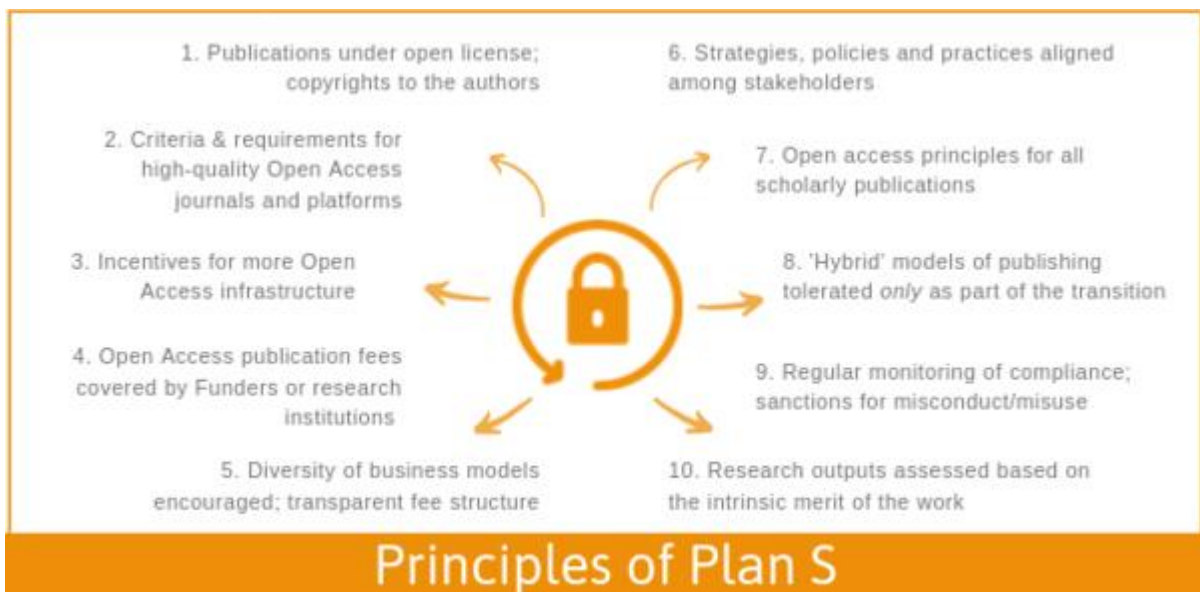 1. Publications under open license;
copyrights to the authors
2. Criteria & requirements for
high-quality Open Access
journals and platforms
3. Incentives for more Open
Access infrastructure
4. Open Access publication fees
covered by Funders or research
institutions
5. Diversity of business models
encouraged; transparent fee structure
6. Strategies, policies and practices aligned
among stakeholders
7. Open access principles for all
scholarly publications
8. 'Hybrid' models of publishing
tolerated only as part of the transition
9. Regular monitoring of compliance;
sanctions for misconduct/misuse
10. Research outputs assessed based on
the intrinsic merit of the work
Principles of Plan S